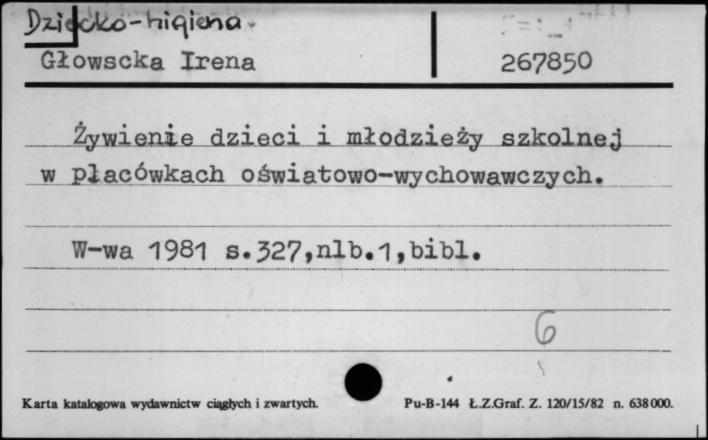 Dziecko-higiena.
Głowscka Irena 267850
Żywienie dzieci i młodzieży szkolnej
w placówkach oświatowo-wychowawczych.
W-wa 1981 s.327,nlb.1,bibl.
6
Karta katalogowa wydawnictw ciągłych i zwartych. Pu-B-144 Ł.Z.Graf. Z. 120/15/82 n. 638000.